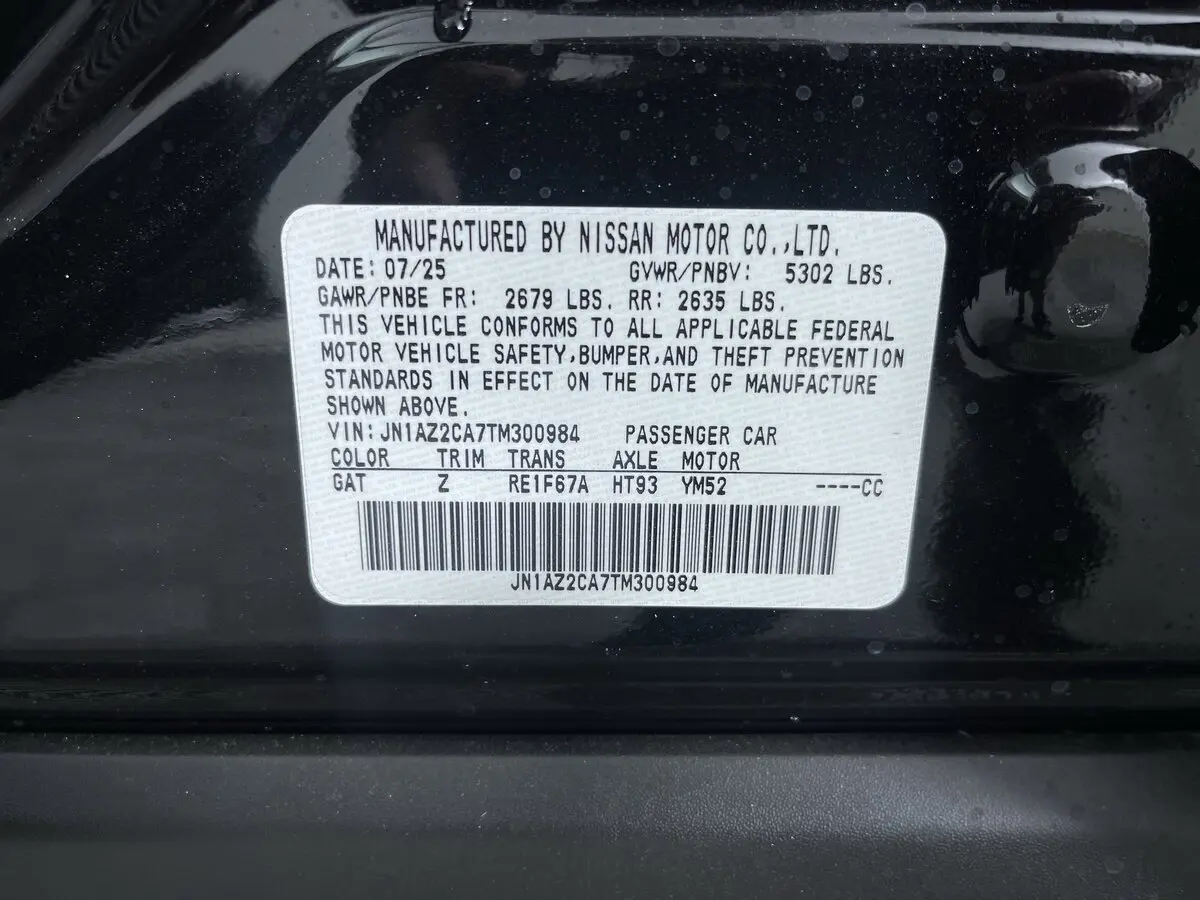 MANUFACTURED BY NISSAN MOTOR CO.,LTD.
DATE: 07/25 GVWR/PNBV: 5302 LBS.
GAWR/PNBE FR: 2679 LBS. RR: 2635 LBS.
THIS VEHICLE CONFORMS TO ALL APPLICABLE FEDERAL
MOTOR VEHICLE SAFETY,BUMPER,AND THEFT PREVENTION
STANDARDS IN EFFECT ON THE DATE OF MANUFACTURE
SHOWN ABOVE.
VIN: JN1AZ2CA7TM300984 PASSENGER CAR
COLOR TRIM TRANS AXLE MOTOR
GAT Z RE1F67A HT93 YM52 ----CC
JN1AZ2CA7TM300984